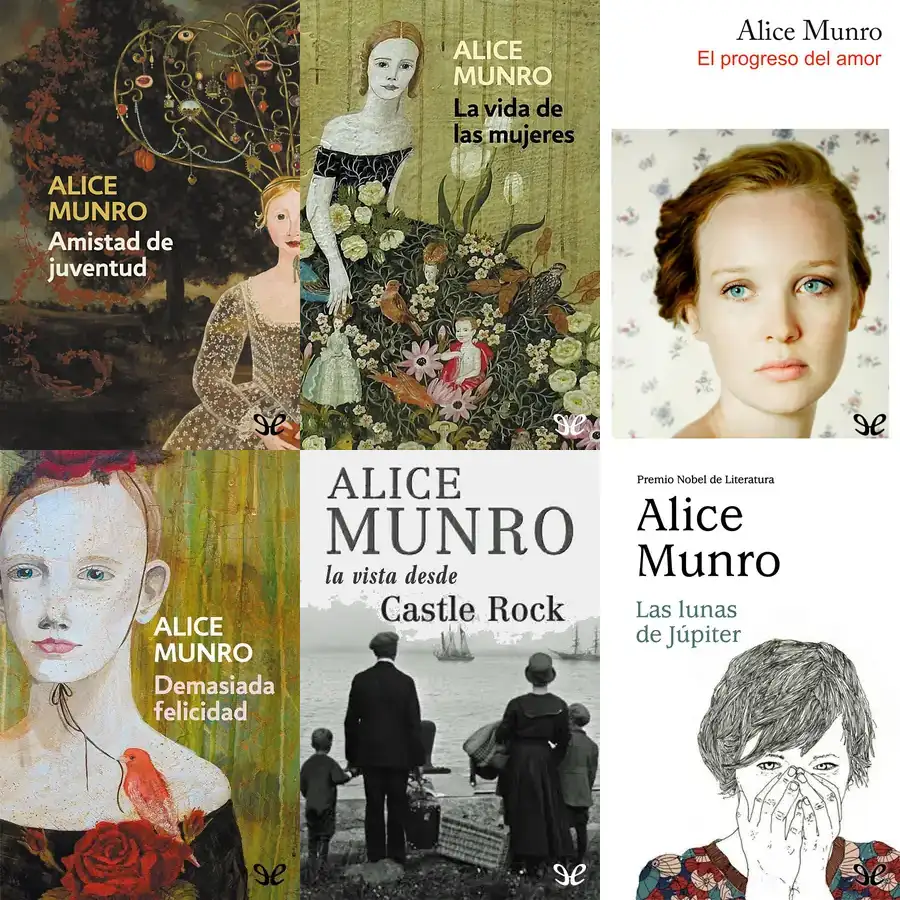 ALICE
MUNRO
Amistad de
juventud
ALICE
MUNRO
La vida de
las mujeres
Alice Munro
El progreso del amor
ALICE
MUNRO
Demasiada
felicidad
ALICE
MUNRO
la vista desde
Castle Rock
Premio Nobel de Literatura
Alice
Munro
Las lunas
de Júpiter